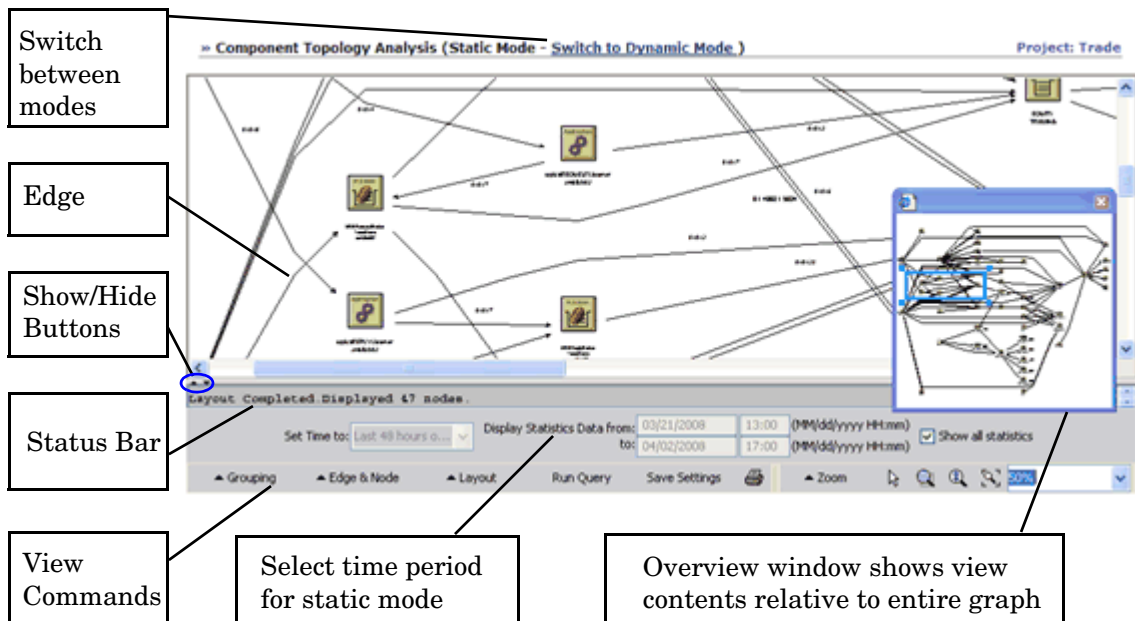 Switch
between
modes
» Component Topology Analysis (Static Mode - Switch to Dynamic Mode )
Project: Trade
Edge
Show/Hide
Buttons
Layout Completed.Displayed 47 nodes.
Status Bar
Set Time to: Last 48 hours o...
Display Statistics Data from: 03/21/2008 13:00 (MM/dd/yyyy HH:mm)
to: 04/02/2008 17:00 (MM/dd/yyyy HH:mm)
Show all statistics
Grouping
Edge & Node
Layout
Run Query
Save Settings
Zoom
50%
View
Commands
Select time period
for static mode
Overview window shows view
contents relative to entire graph